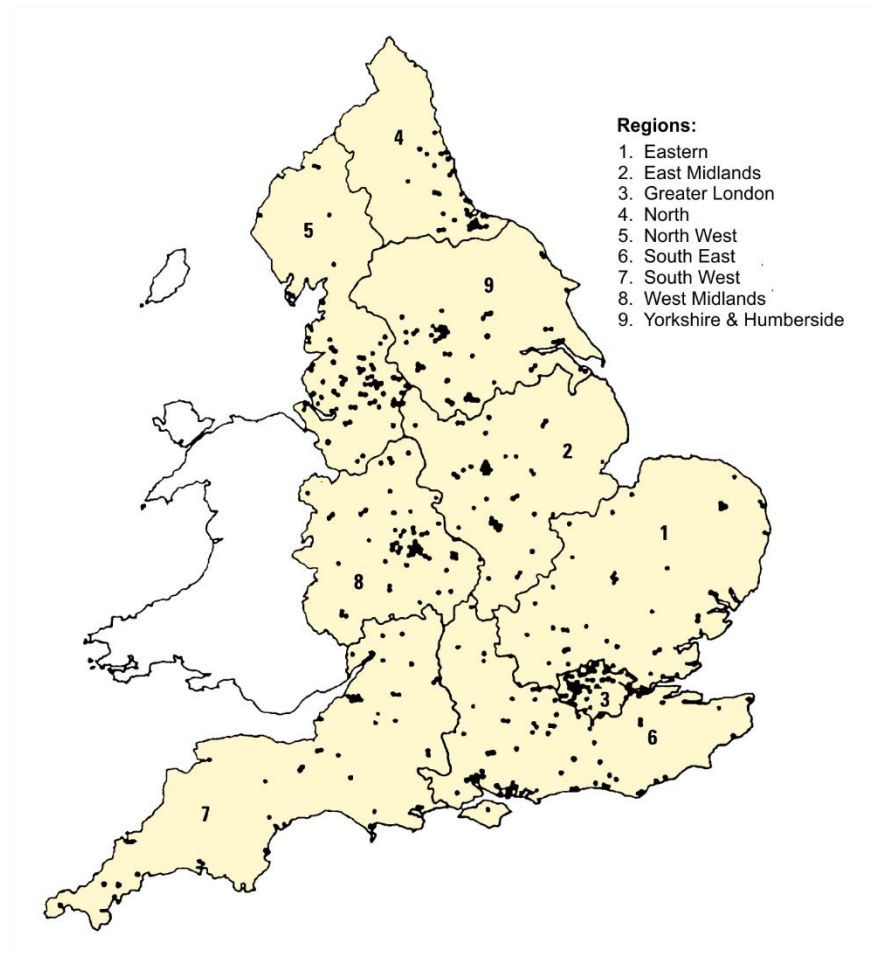 Regions:
1. Eastern
2. East Midlands
3. Greater London
4. North
5. North West
6. South East
7. South West
8. West Midlands
9. Yorkshire & Humberside
4
5
9
2
1
8
3
6
7